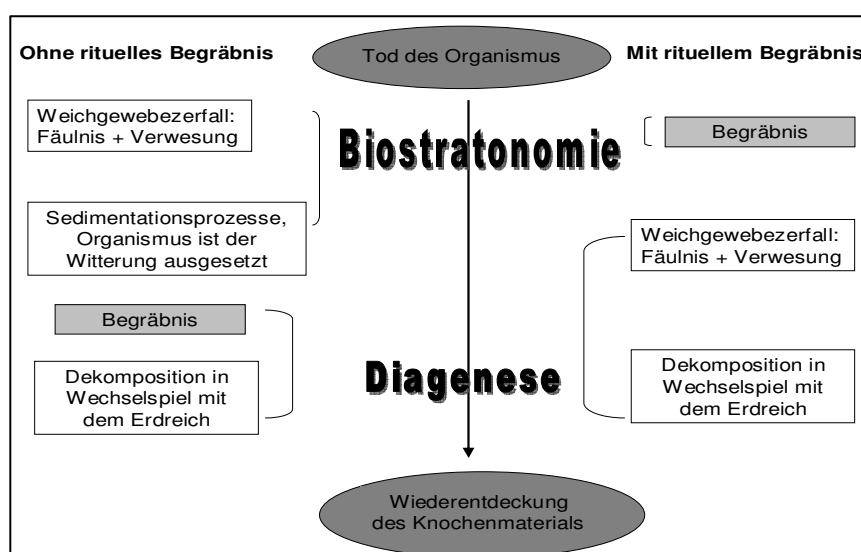 Ohne rituelles Begräbnis
Tod des Organismus
Mit rituellem Begräbnis
Weichgewebezerfall:
Fäulnis + Verwesung
Biostratonomie
Begräbnis
Sedimentationsprozesse,
Organismus ist der
Witterung ausgesetzt
Weichgewebezerfall:
Fäulnis + Verwesung
Begräbnis
Dekomposition in
Wechselspiel mit
dem Erdreich
Diagenese
Dekomposition in
Wechselspiel mit
dem Erdreich
Wiederentdeckung
des Knochenmaterials